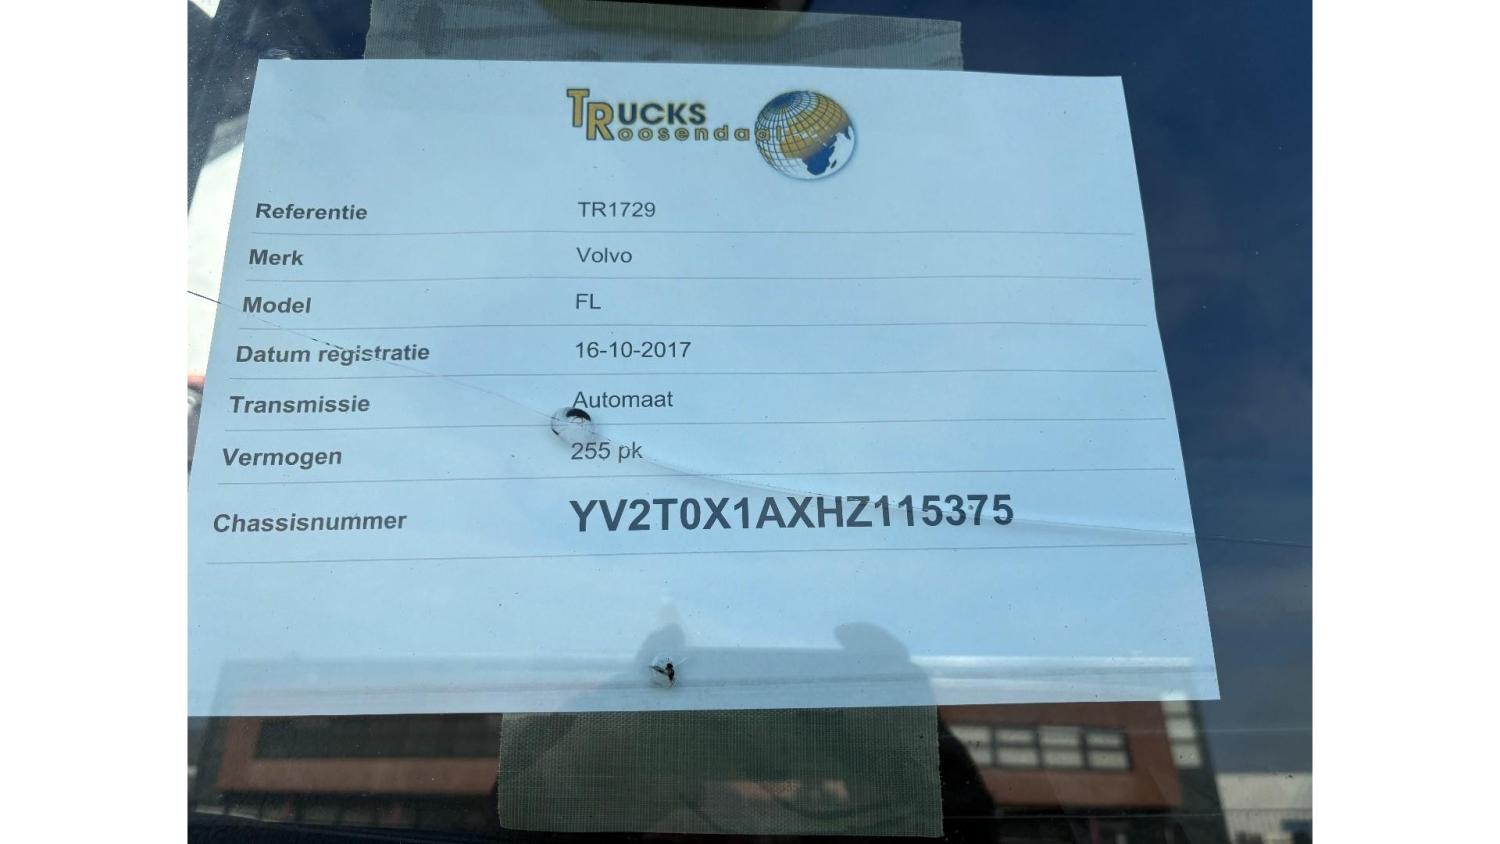 TRUCKS
Roosendaal
Referentie TR1729
Merk Volvo
Model FL
Datum registratie 16-10-2017
Transmissie Automaat
Vermogen 255 pk
Chassisnummer YV2T0X1AXHZ115375